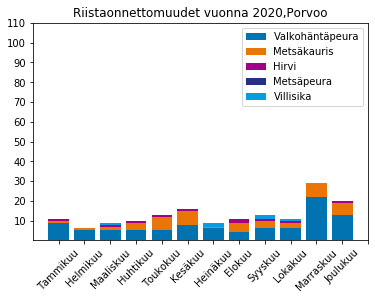 Riistaonnettomuudet vuonna 2020,Porvoo
110
100
90
80
70
60
50
40
30
20
10
Valkohäntäpeura
Metsäkauris
Hirvi
Metsäpeura
Villisika
Tammikuu
Helmikuu
Maaliskuu
Huhtikuu
Toukokuu
Kesäkuu
Heinäkuu
Elokuu
Syyskuu
Lokakuu
Marraskuu
Joulukuu